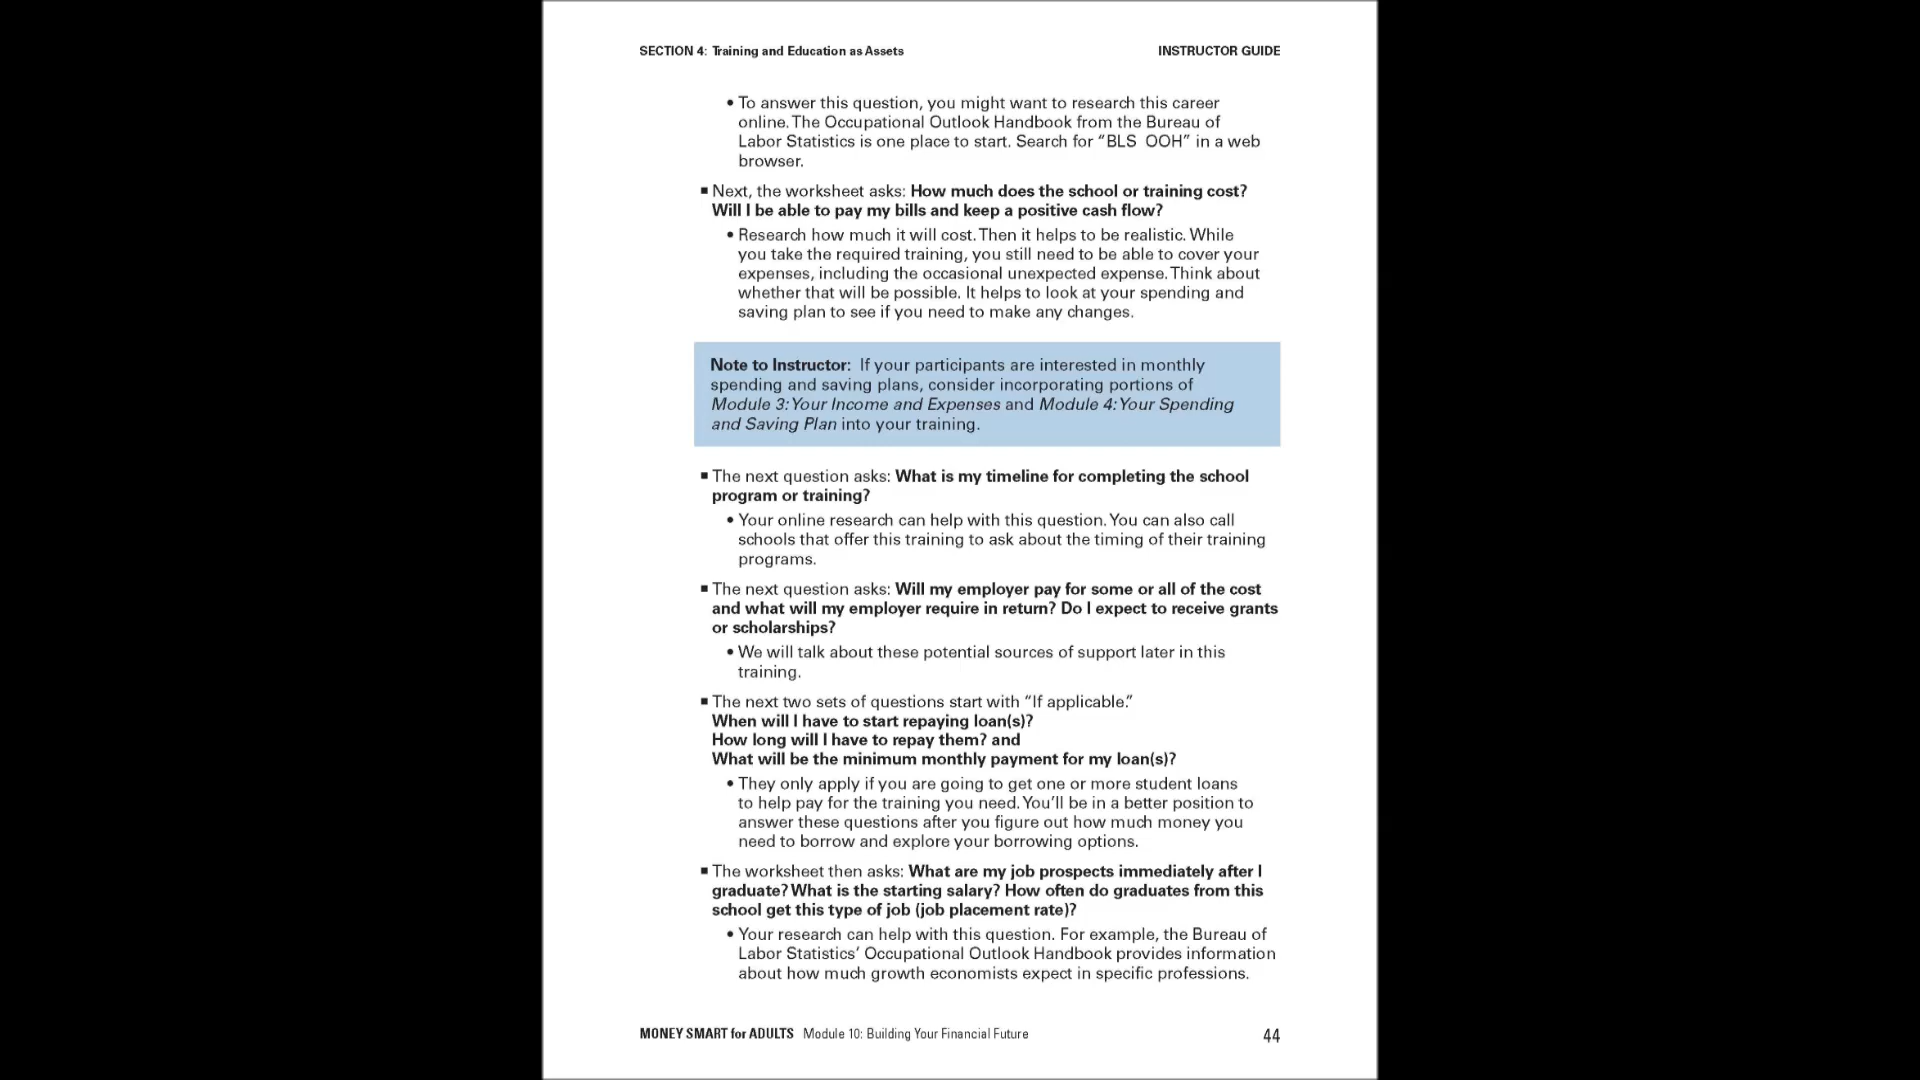 SECTION 4: Training and Education as Assets
INSTRUCTOR GUIDE
• To answer this question, you might want to research this career
online. The Occupational Outlook Handbook from the Bureau of
Labor Statistics is one place to start. Search for “BLS OOH” in a web
browser.
■ Next, the worksheet asks: How much does the school or training cost?
Will I be able to pay my bills and keep a positive cash flow?
• Research how much it will cost. Then it helps to be realistic. While
you take the required training, you still need to be able to cover your
expenses, including the occasional unexpected expense. Think about
whether that will be possible. It helps to look at your spending and
saving plan to see if you need to make any changes.
Note to Instructor: If your participants are interested in monthly
spending and saving plans, consider incorporating portions of
Module 3: Your Income and Expenses and Module 4: Your Spending
and Saving Plan into your training.
■ The next question asks: What is my timeline for completing the school
program or training?
• Your online research can help with this question. You can also call
schools that offer this training to ask about the timing of their training
programs.
■ The next question asks: Will my employer pay for some or all of the cost
and what will my employer require in return? Do I expect to receive grants
or scholarships?
• We will talk about these potential sources of support later in this
training.
■ The next two sets of questions start with “If applicable.”
When will I have to start repaying loan(s)?
How long will I have to repay them? and
What will be the minimum monthly payment for my loan(s)?
• They only apply if you are going to get one or more student loans
to help pay for the training you need. You’ll be in a better position to
answer these questions after you figure out how much money you
need to borrow and explore your borrowing options.
■ The worksheet then asks: What are my job prospects immediately after I
graduate? What is the starting salary? How often do graduates from this
school get this type of job (job placement rate)?
• Your research can help with this question. For example, the Bureau of
Labor Statistics’ Occupational Outlook Handbook provides information
about how much growth economists expect in specific professions.
MONEY SMART for ADULTS Module 10: Building Your Financial Future
44